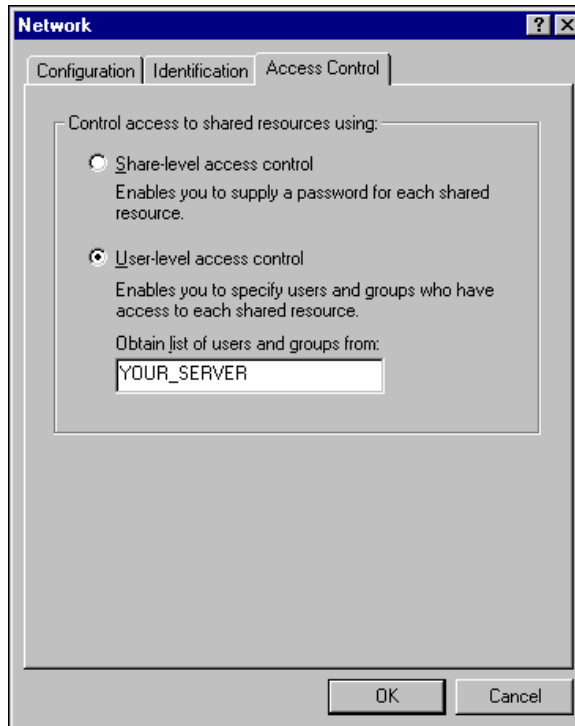 Network
Configuration Identification Access Control
Control access to shared resources using:
Share-level access control
Enables you to supply a password for each shared
resource.
User-level access control
Enables you to specify users and groups who have
access to each shared resource.
Obtain list of users and groups from:
YOUR_SERVER
OK Cancel